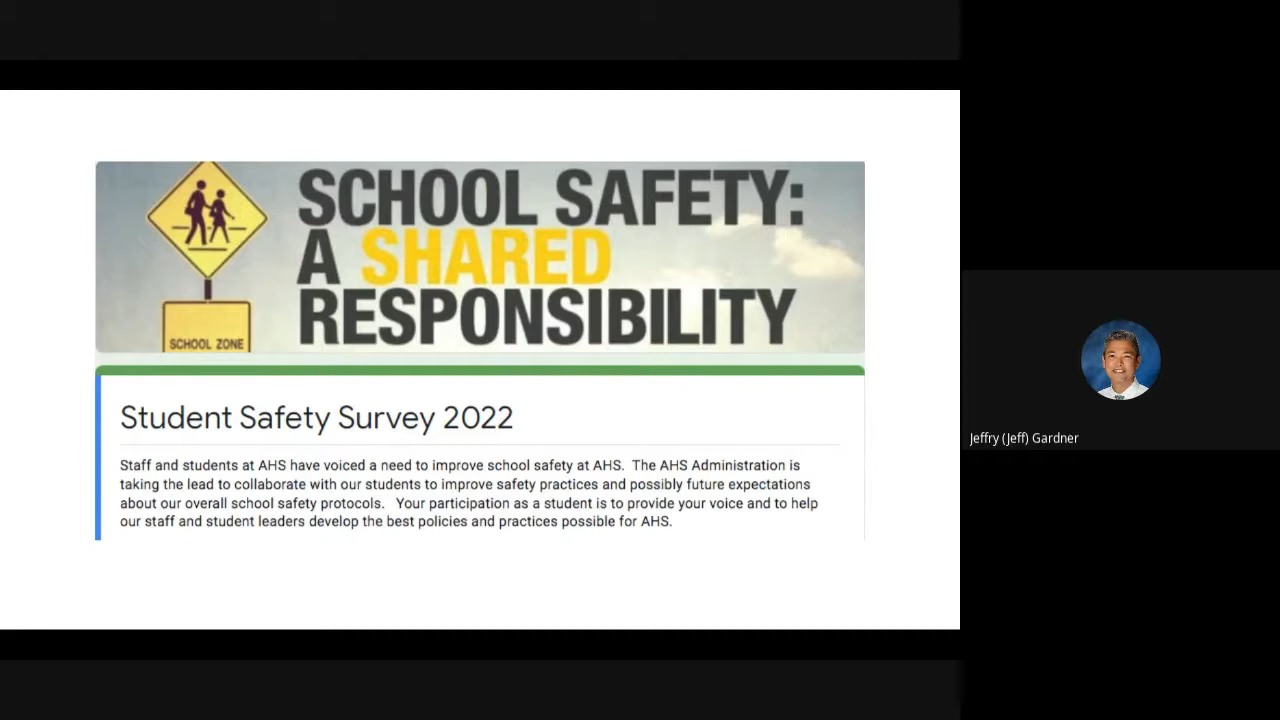 SCHOOL SAFETY:
A SHARED
RESPONSIBILITY
SCHOOL ZONE
Student Safety Survey 2022
Staff and students at AHS have voiced a need to improve school safety at AHS.  The AHS Administration is
taking the lead to collaborate with our students to improve safety practices and possibly future expectations
about our overall school safety protocols.   Your participation as a student is to provide your voice and to help
our staff and student leaders develop the best policies and practices possible for AHS.
Jeffry (Jeff) Gardner